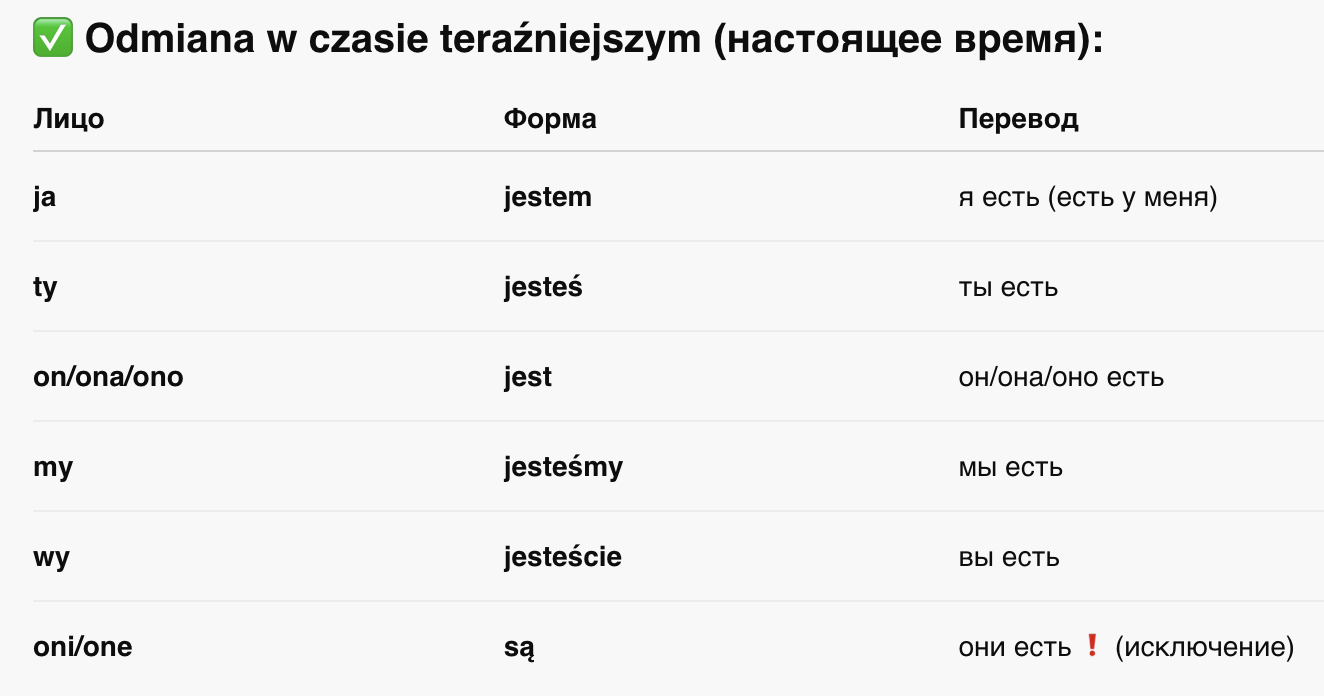 ✅ Odmiana w czasie teraźniejszym (настоящее время):
Лицо Форма Перевод
ja jestem я есть (есть у меня)
ty jesteś ты есть
on/ona/ono jest он/она/оно есть
my jesteśmy мы есть
wy jesteście вы есть
oni/one są они есть ❗ (исключение)